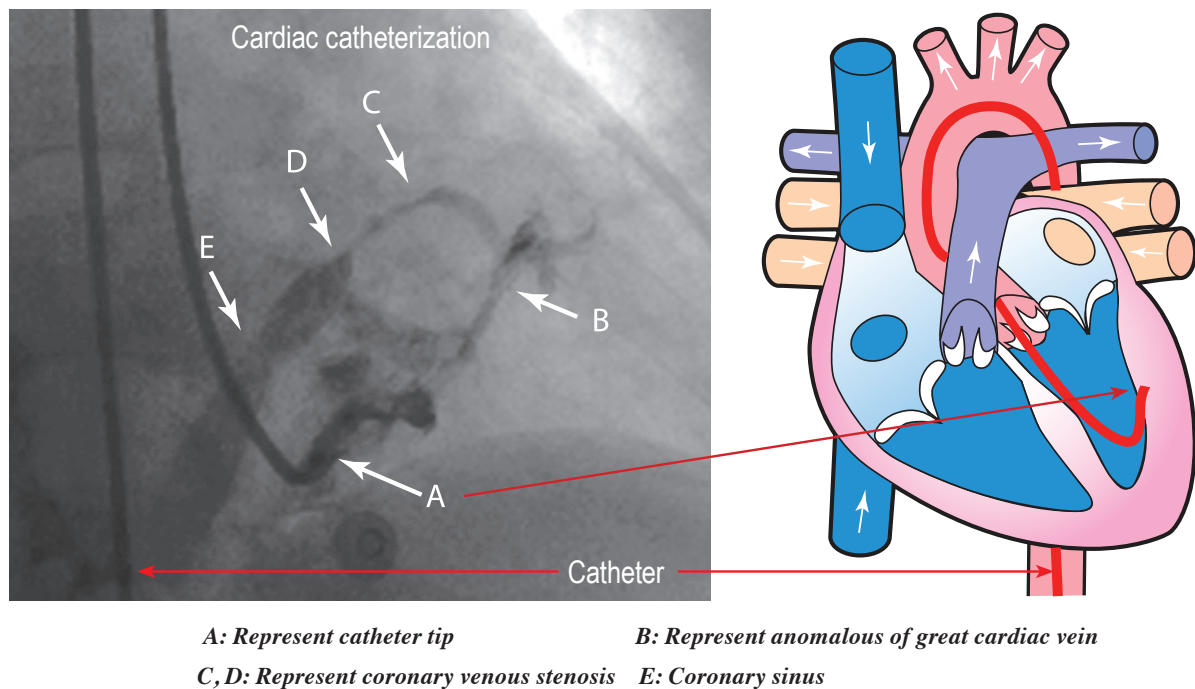 Cardiac catheterization
C
D
E
B
A
Catheter
A: Represent catheter tip
B: Represent anomalous of great cardiac vein
C, D: Represent coronary venous stenosis
E: Coronary sinus